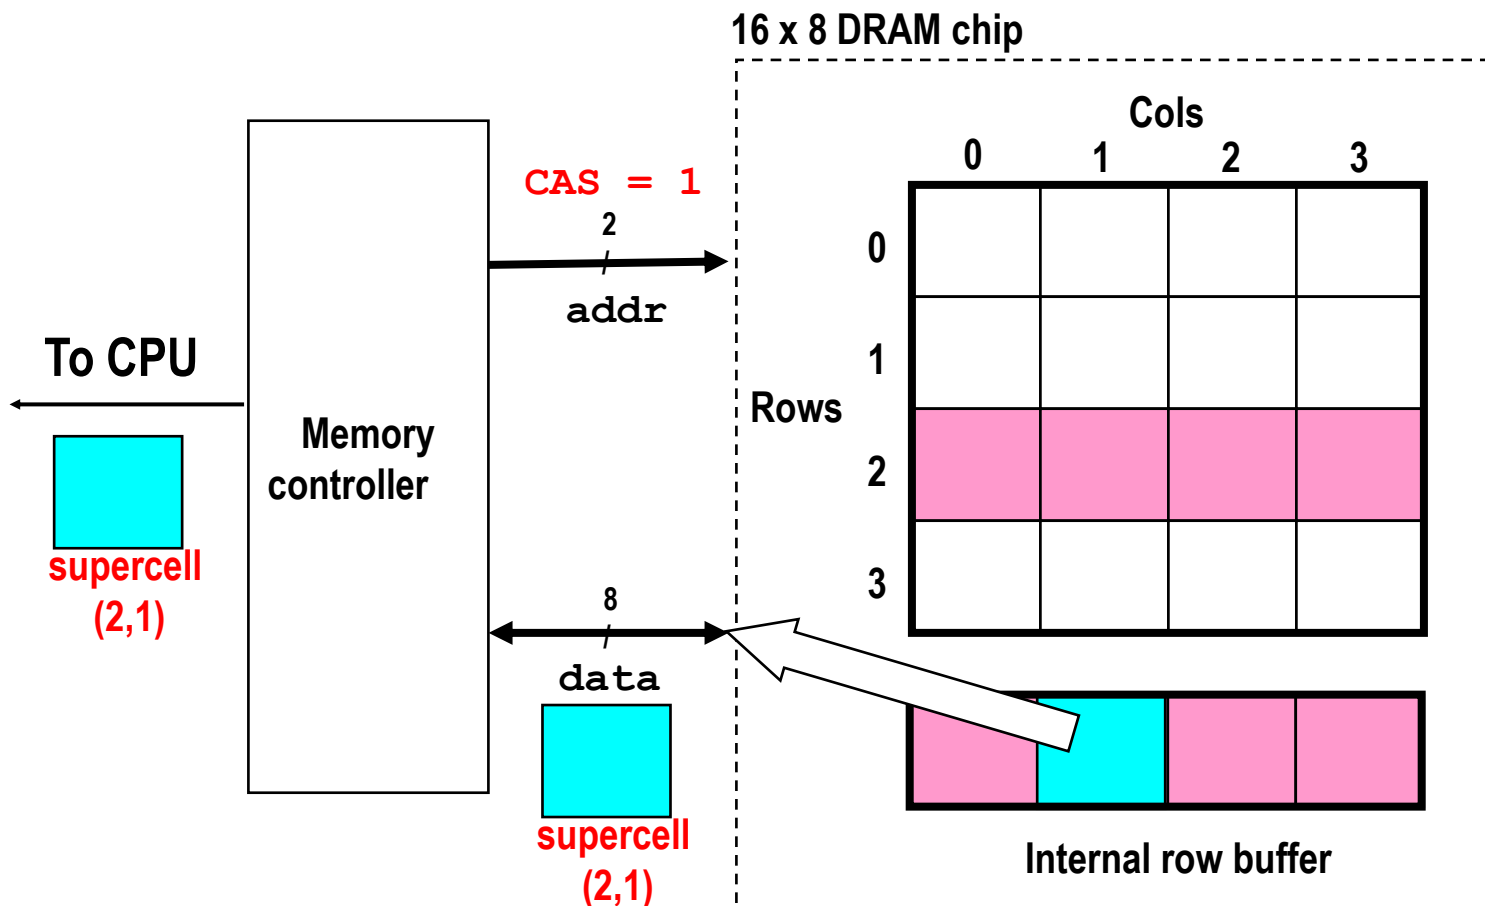 16 x 8 DRAM chip
Cols
0 1 2 3
CAS = 1
2
addr
0
To CPU
1
Rows
Memory
controller
2
supercell
(2,1)
3
8
data
supercell
(2,1)
Internal row buffer